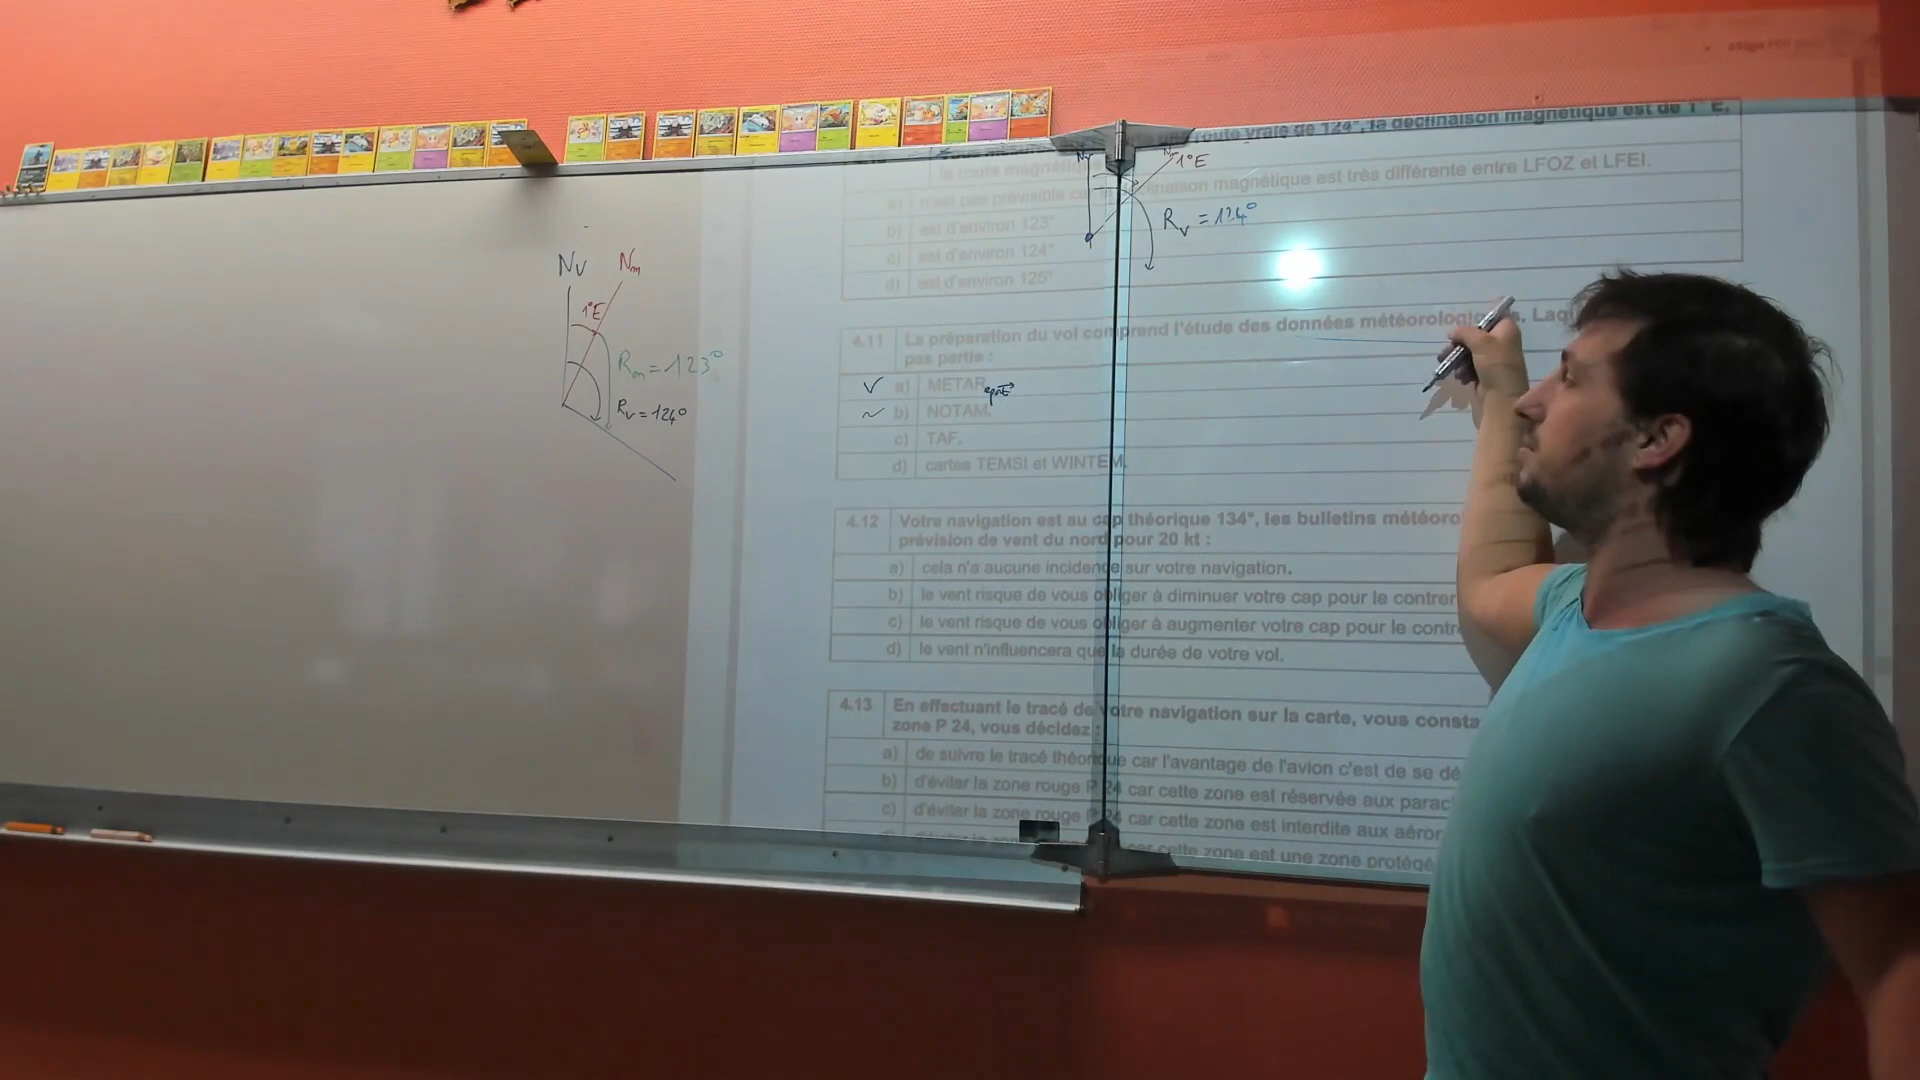 Nv Nm
1°E
Rm = 123°
Rv = 124°
Nv Nm 1°E
Rv = 124°
route vraie de 124°, la déclinaison magnétique est de 1° E,
la route magnétique
a) n'est pas prévisible car la déclinaison magnétique est très différente entre LFOZ et LFEI.
b) est d'environ 123°
c) est d'environ 124°
d) est d'environ 125°
4.11 La préparation du vol comprend l'étude des données météorologiques. Laq
pas partie :
V a) METAR
~ b) NOTAM.
c) TAF.
d) cartes TEMSI et WINTEM.
4.12 Votre navigation est au cap théorique 134°, les bulletins météoro
prévision de vent du nord pour 20 kt :
a) cela n'a aucune incidence sur votre navigation.
b) le vent risque de vous obliger à diminuer votre cap pour le contrer
c) le vent risque de vous obliger à augmenter votre cap pour le contr
d) le vent n'influencera que la durée de votre vol.
4.13 En effectuant le tracé de votre navigation sur la carte, vous consta
zone P 24, vous décidez :
a) de suivre le tracé théorique car l'avantage de l'avion c'est de se dé
b) d'éviter la zone rouge P 24 car cette zone est réservée aux parac
c) d'éviter la zone rouge P 24 car cette zone est interdite aux aéron
car cette zone est une zone protégé